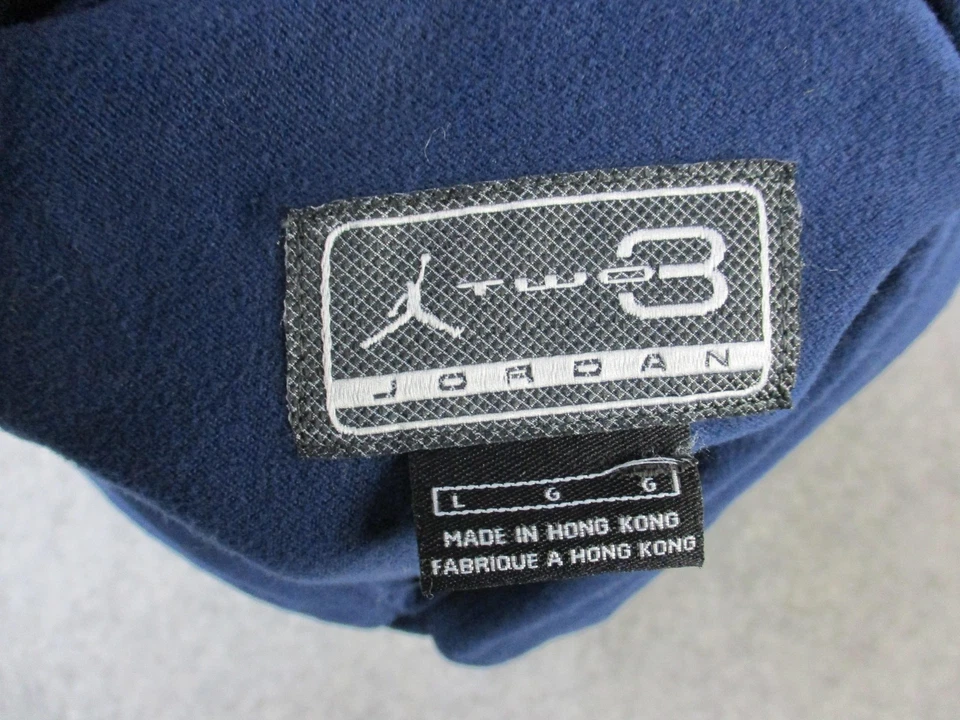 TWO 3
JORDAN
L G G
MADE IN HONG KONG
FABRIQUE A HONG KONG